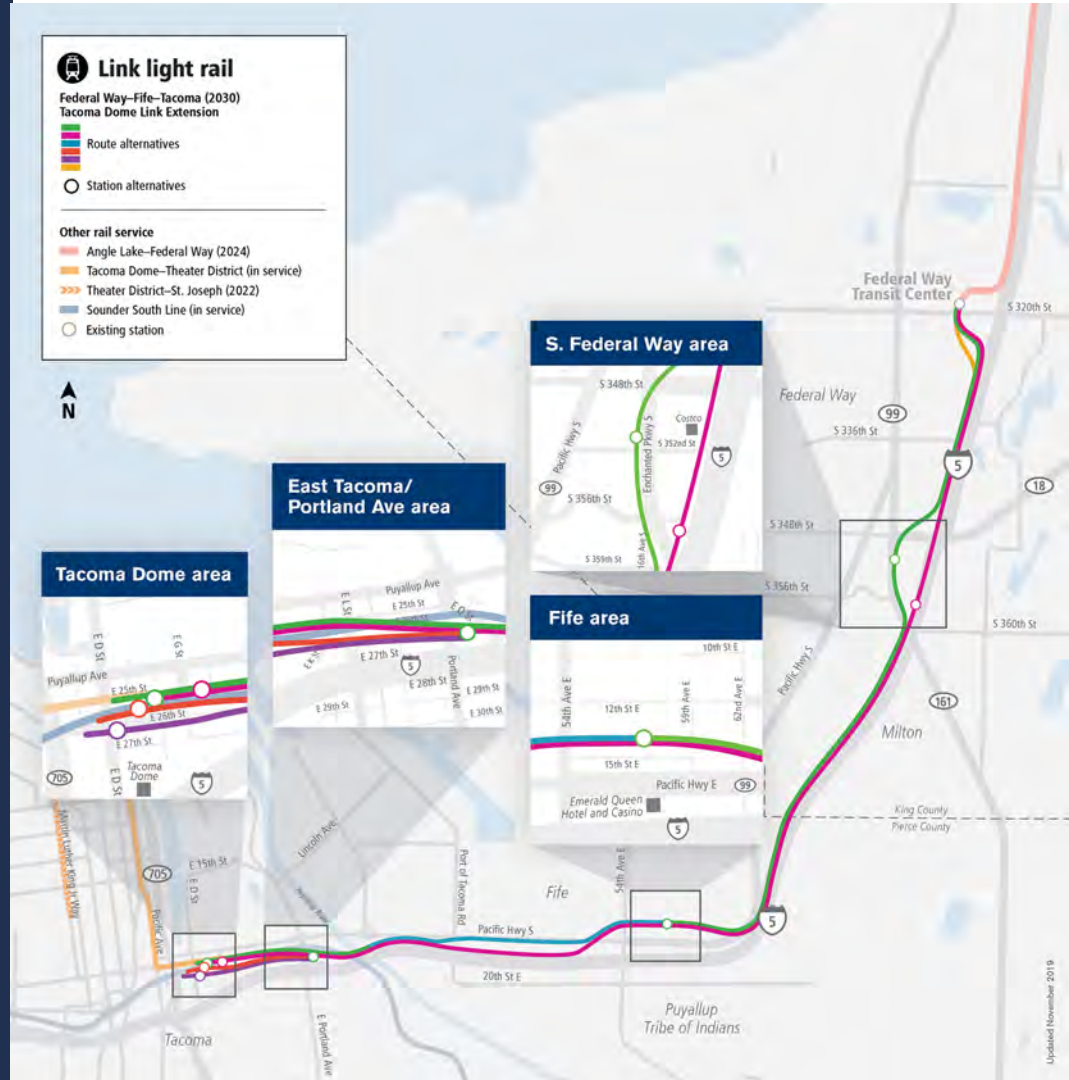 Link light rail
Federal Way–Fife–Tacoma (2030)
Tacoma Dome Link Extension
Route alternatives
Station alternatives
Other rail service
Angle Lake–Federal Way (2024)
Tacoma Dome–Theater District (in service)
Theater District–St. Joseph (2022)
Sounder South Line (in service)
Existing station
N
Federal Way
Transit Center
S 320th St
Federal Way
99
S 336th St
5
18
S 348th St
S 356th St
S 360th St
Pacific Hwy S
161
Milton
King County
Pierce County
5
S. Federal Way area
S 348th St
Costco
S 352nd St
Pacific Hwy S
Enchanted Pkwy S
5
99
S 356th St
16th Ave S
S 359th St
East Tacoma/
Portland Ave area
Puyallup Ave
E L St
E 25th St
E D St
E K St
E 27th St
5
E 28th St
Portland Ave
E 29th St
E 29th St
E 30th St
Tacoma Dome area
E D St
E G St
Puyallup Ave
E 25th St
E 26th St
E 27th St
Tacoma
Dome
E D St
705
5
Fife area
10th St E
54th Ave E
59th Ave E
62nd Ave E
12th St E
15th St E
Pacific Hwy E
99
Emerald Queen
Hotel and Casino
5
Martin Luther King Jr Way
705
Pacific Ave
E 15th St
E D St
Lincoln Ave
Port of Tacoma Rd
Fife
54th Ave E
Pacific Hwy S
20th St E
Puyallup
Tribe of Indians
Tacoma
E Portland Ave
Updated November 2019